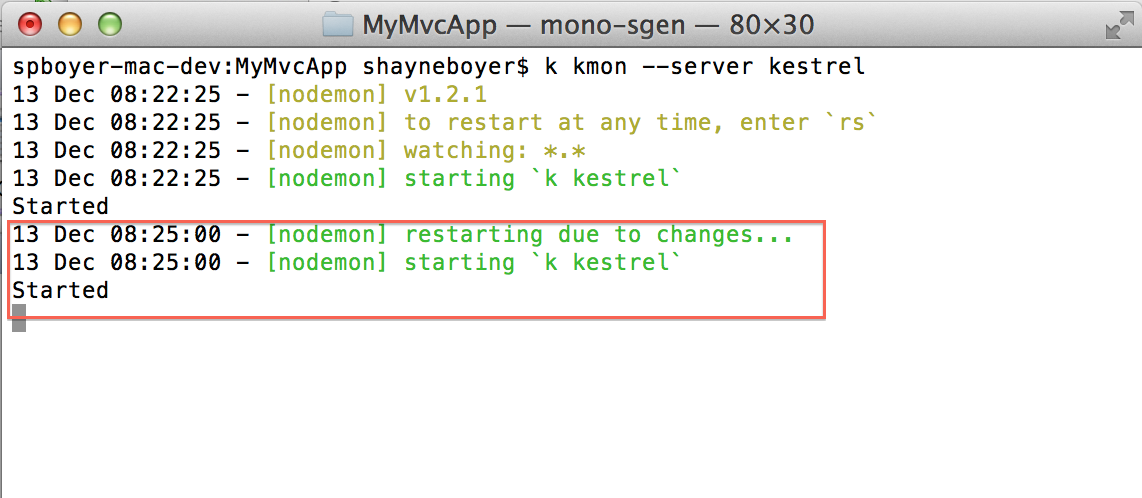 MyMvcApp — mono-sgen — 80×30
spboyer-mac-dev:MyMvcApp shayneboyer$ k kmon --server kestrel
13 Dec 08:22:25 - [nodemon] v1.2.1
13 Dec 08:22:25 - [nodemon] to restart at any time, enter `rs`
13 Dec 08:22:25 - [nodemon] watching: *.*
13 Dec 08:22:25 - [nodemon] starting `k kestrel`
Started
13 Dec 08:25:00 - [nodemon] restarting due to changes...
13 Dec 08:25:00 - [nodemon] starting `k kestrel`
Started